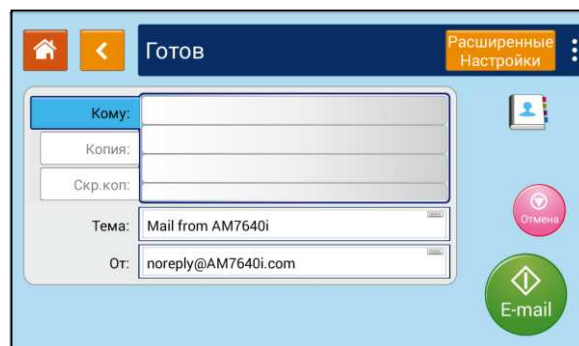 Готов
Расширенные
Настройки
Кому:
Копия:
Скр.коп:
Тема: Mail from AM7640i
От: noreply@AM7640i.com
Отмена
E-mail